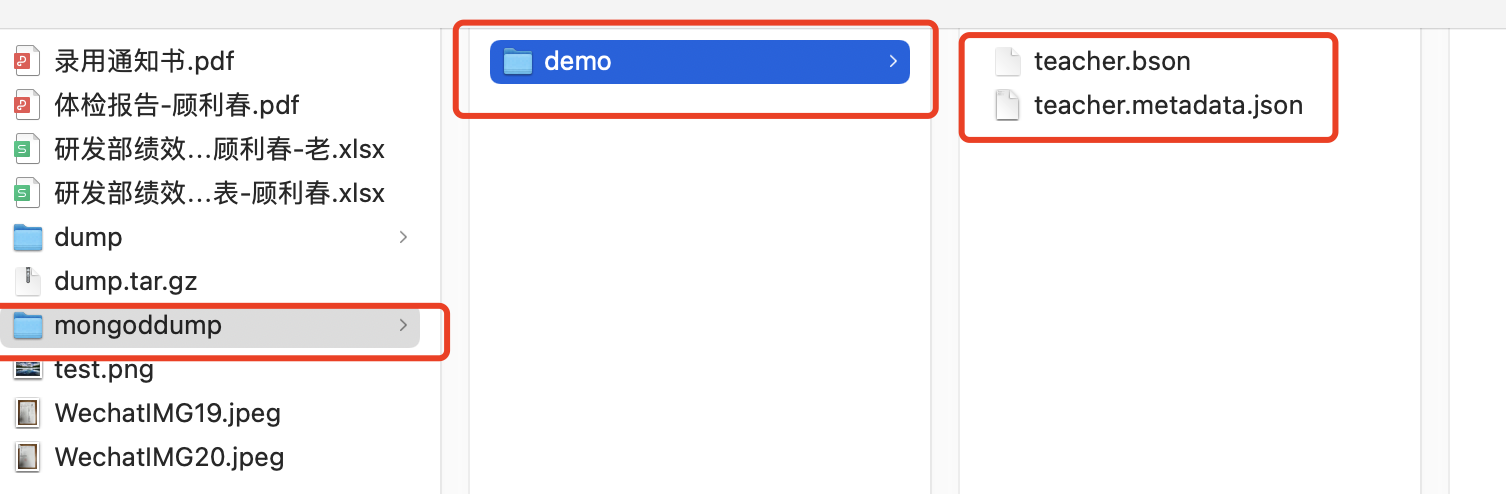 录用通知书.pdf
体检报告-顾利春.pdf
研发部绩效...顾利春-老.xlsx
研发部绩效...表-顾利春.xlsx
dump
dump.tar.gz
mongoddump
test.png
WechatIMG19.jpeg
WechatIMG20.jpeg
demo
teacher.bson
teacher.metadata.json